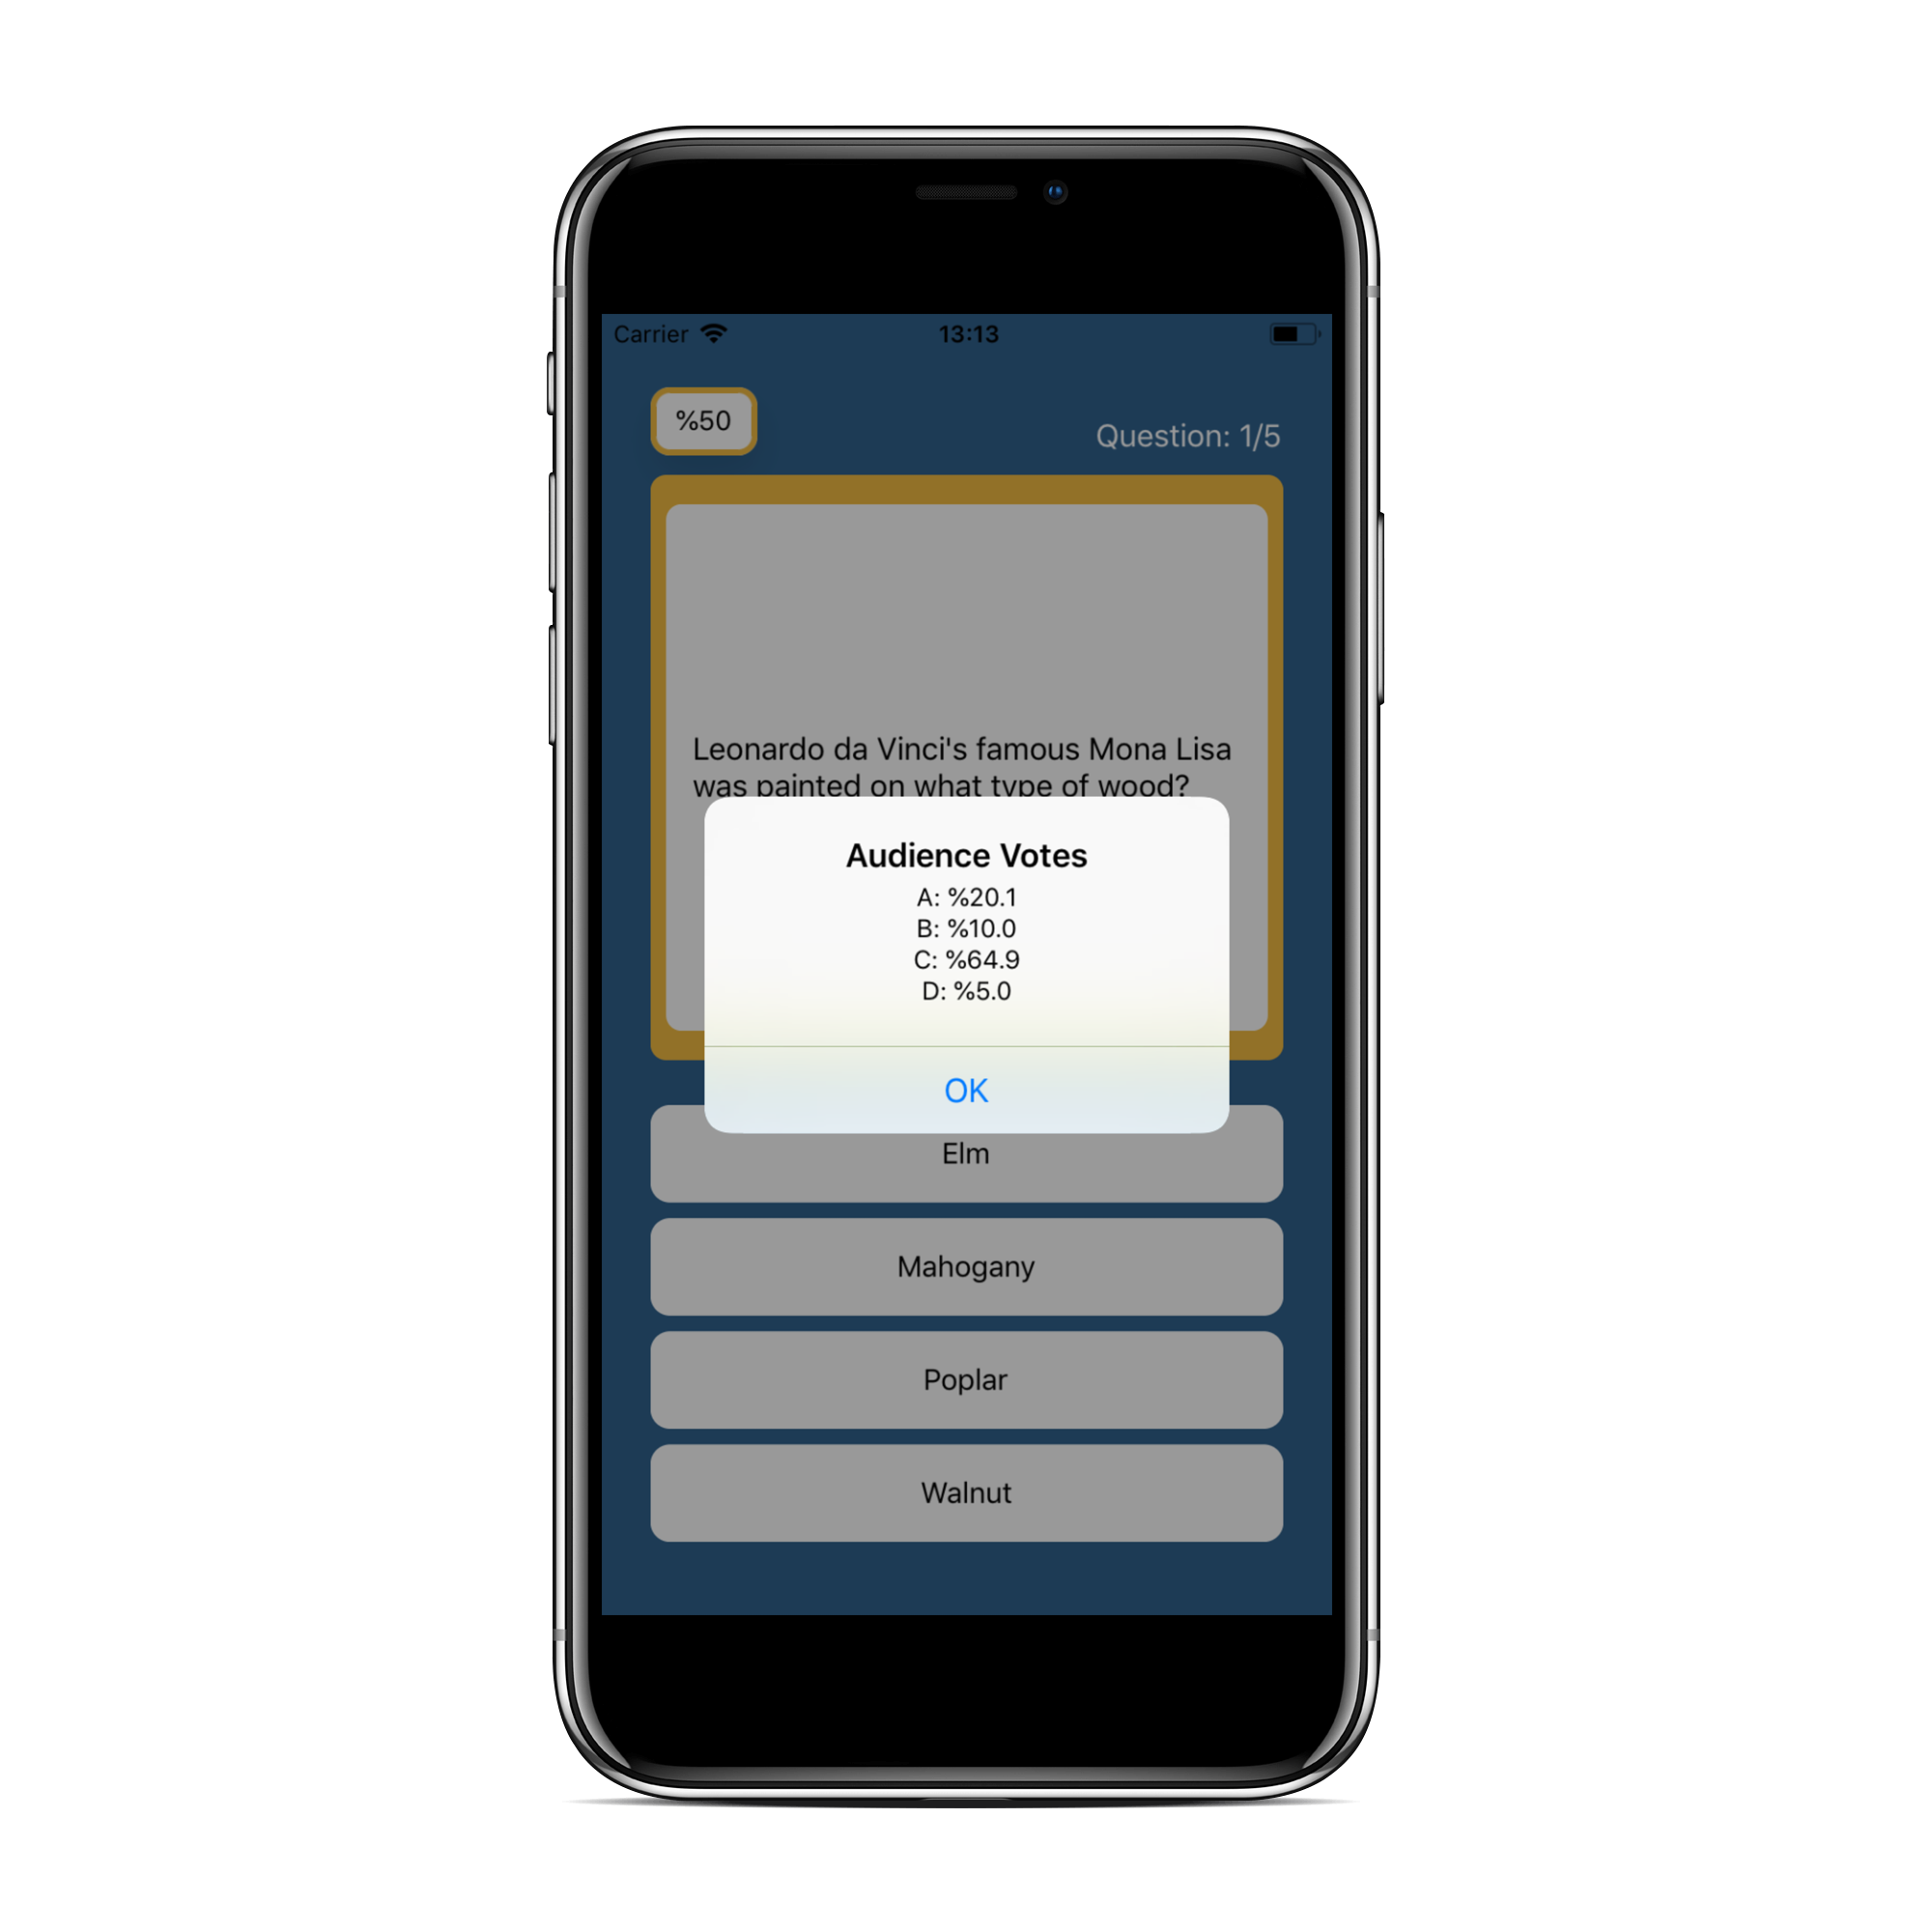 Carrier 13:13
%50
Question: 1/5
Leonardo da Vinci's famous Mona Lisa
was painted on what type of wood?
Audience Votes
A: %20.1
B: %10.0
C: %64.9
D: %5.0
OK
Elm
Mahogany
Poplar
Walnut